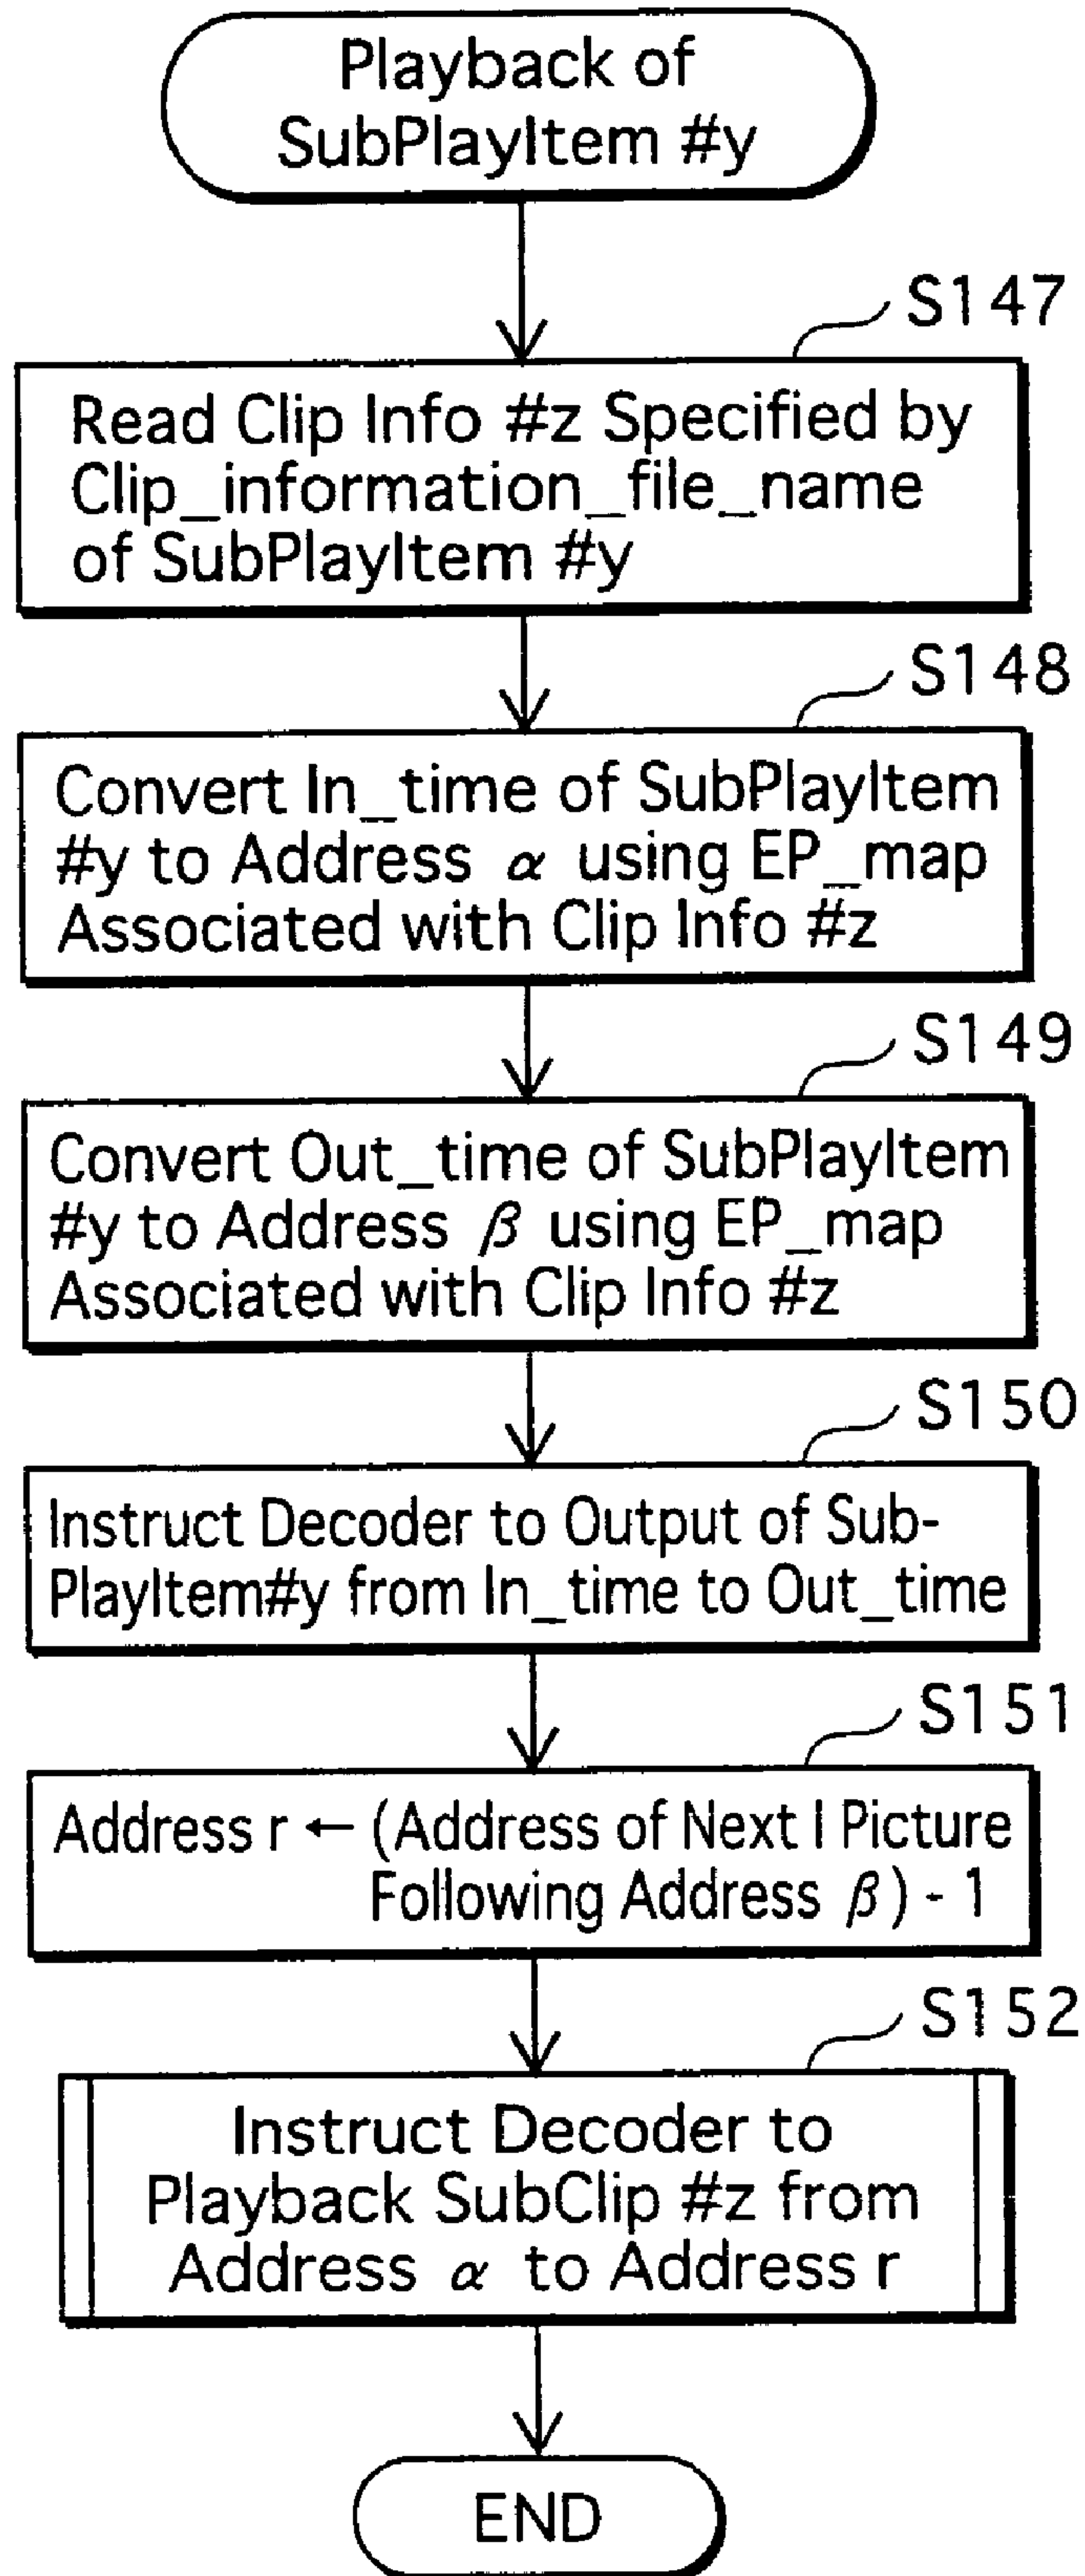 Playback of
SubPlayItem #y
S147
Read Clip Info #z Specified by
Clip_information_file_name
of SubPlayItem #y
S148
Convert In_time of SubPlayItem
#y to Address α using EP_map
Associated with Clip Info #z
S149
Convert Out_time of SubPlayItem
#y to Address β using EP_map
Associated with Clip Info #z
S150
Instruct Decoder to Output of Sub-
PlayItem#y from In_time to Out_time
S151
Address r ← (Address of Next I Picture
Following Address β) - 1
S152
Instruct Decoder to
Playback SubClip #z from
Address α to Address r
END